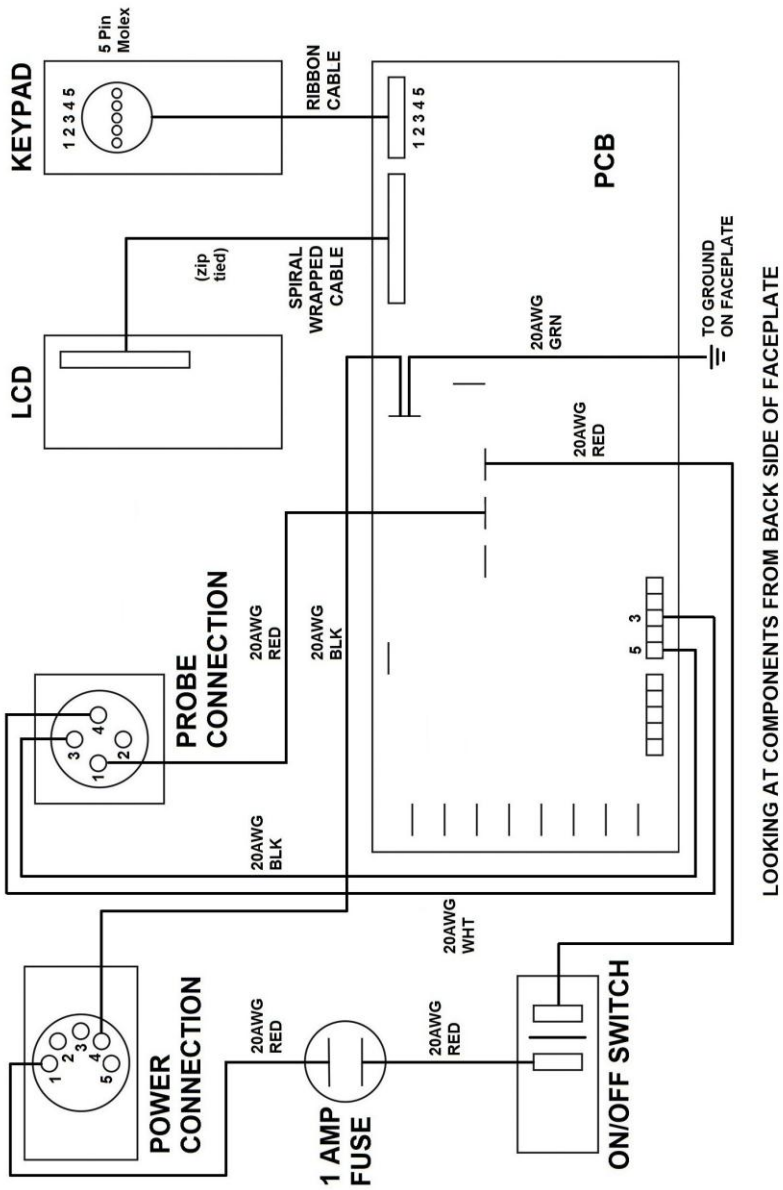 LCD
KEYPAD
1 2 3 4 5
5 Pin
Molex
1
2
3
4
5
3
4
1
2
POWER
CONNECTION
PROBE
CONNECTION
(zip
tied)
20AWG
RED
20AWG
BLK
20AWG
RED
SPIRAL
WRAPPED
CABLE
RIBBON
CABLE
20AWG
BLK
1 AMP
FUSE
1 2 3 4 5
20AWG
RED
20AWG
WHT
20AWG
GRN
20AWG
RED
PCB
ON/OFF SWITCH
5
3
TO GROUND
ON FACEPLATE
LOOKING AT COMPONENTS FROM BACK SIDE OF FACEPLATE